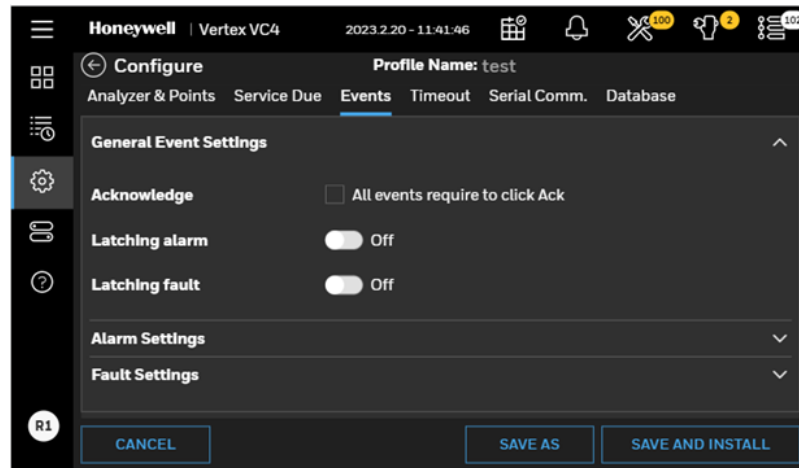 Honeywell | Vertex VC4 2023.2.20 - 11:41:46 100 2 102
Configure Profile Name: test
Analyzer & Points Service Due Events Timeout Serial Comm. Database
General Event Settings
Acknowledge All events require to click Ack
Latching alarm Off
Latching fault Off
Alarm Settings
Fault Settings
R1
CANCEL SAVE AS SAVE AND INSTALL